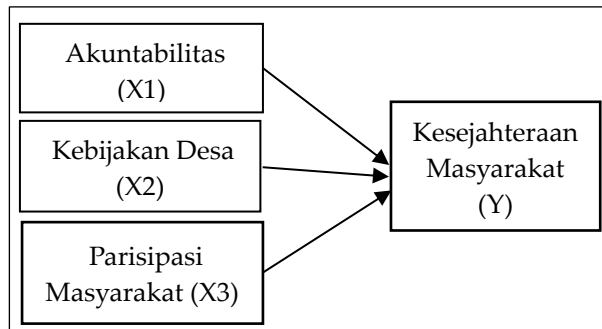 Akuntabilitas
(X1)
Kebijakan Desa
(X2)
Parisipasi
Masyarakat (X3)
Kesejahteraan
Masyarakat
(Y)